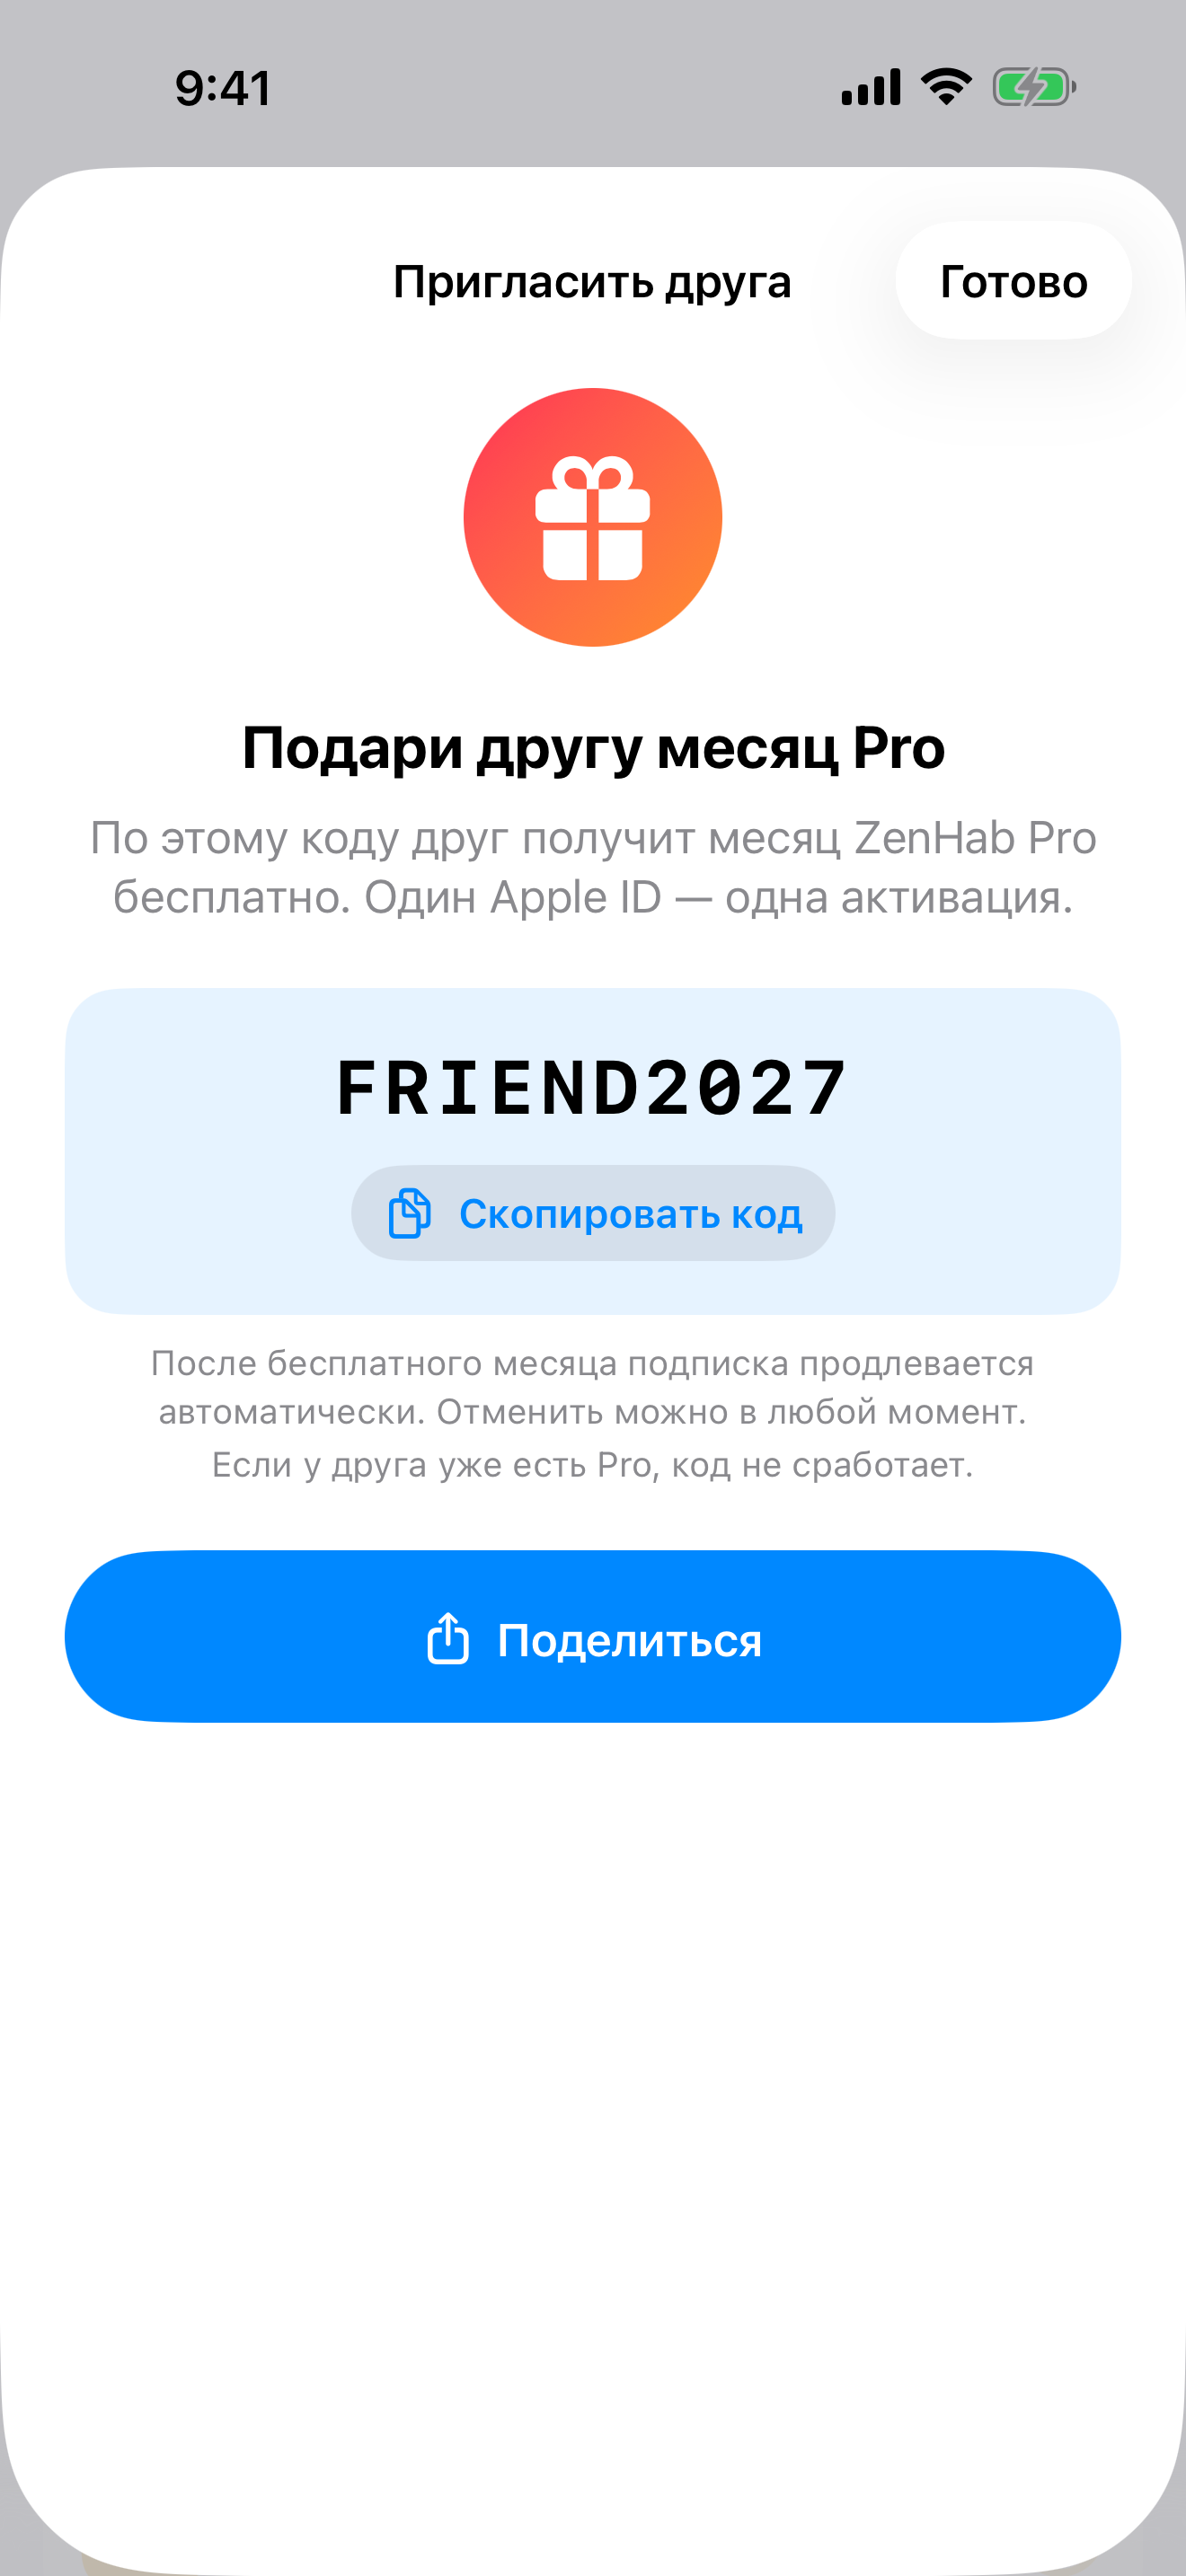 9:41
Пригласить друга
Готово
Подари другу месяц Pro
По этому коду друг получит месяц ZenHab Pro
бесплатно. Один Apple ID — одна активация.
FRIEND2027
Скопировать код
После бесплатного месяца подписка продлевается
автоматически. Отменить можно в любой момент.
Если у друга уже есть Pro, код не сработает.
Поделиться